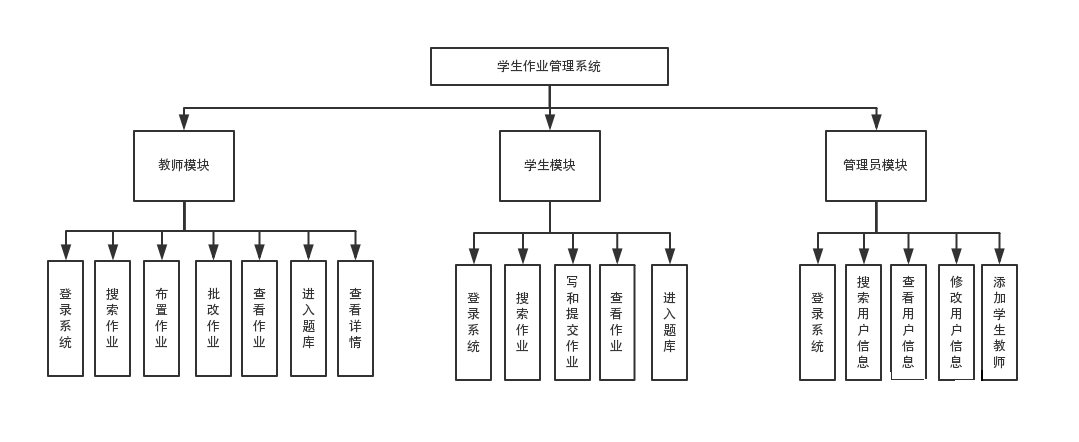 学生作业管理系统
教师模块
学生模块
管理员模块
登录系统
搜索作业
布置作业
批改作业
查看作业
进入题库
查看详情
登录系统
搜索作业
写和提交作业
查看作业
进入题库
登录系统
搜索用户信息
查看用户信息
修改用户信息
添加学生教师